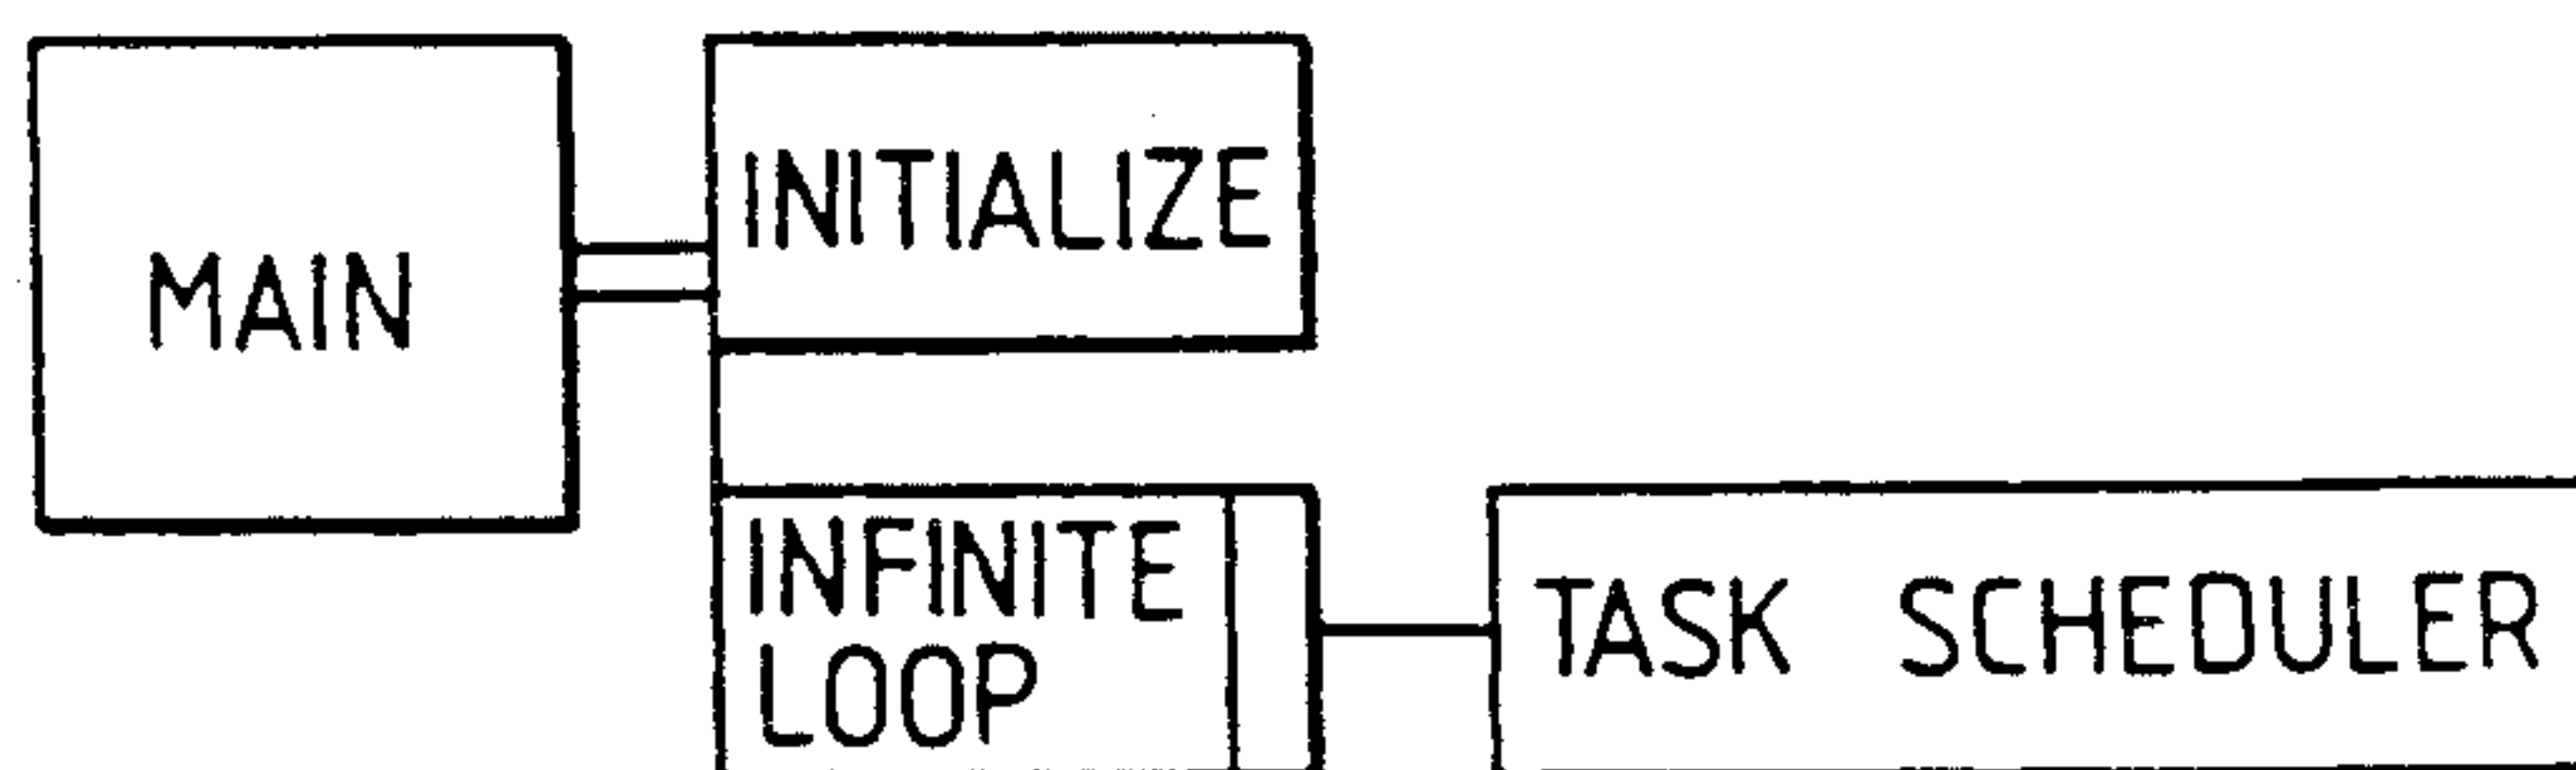 MAIN
INITIALIZE
INFINITE
LOOP
TASK SCHEDULER